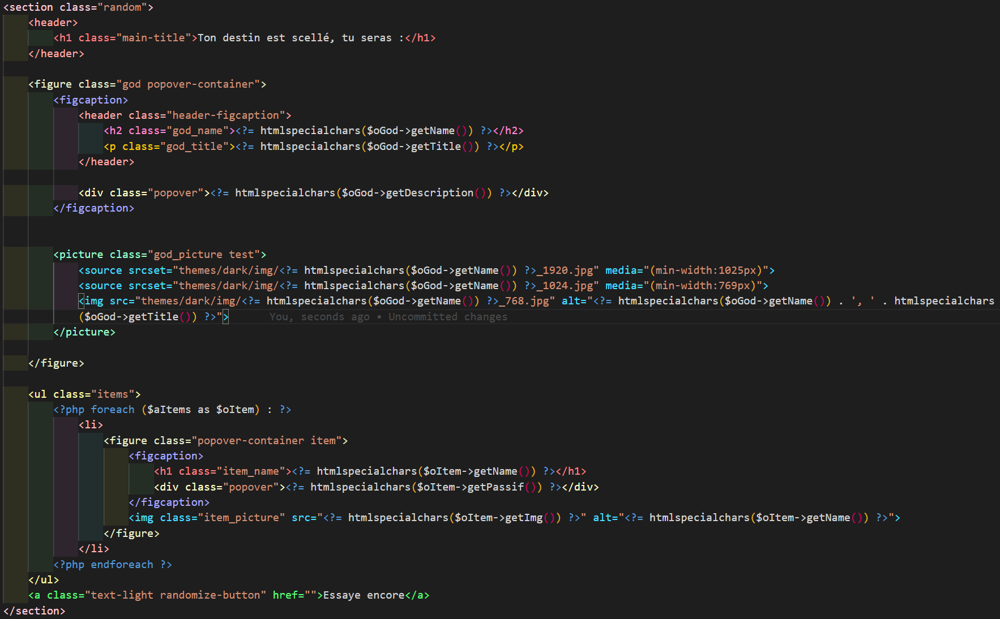 <section class="random">
<header>
<h1 class="main-title">Ton destin est scellé, tu seras :</h1>
</header>
<figure class="god popover-container">
<figcaption>
<header class="header-figcaption">
<h2 class="god_name"><?= htmlspecialchars($oGod->getName()) ?></h2>
<p class="god_title"><?= htmlspecialchars($oGod->getTitle()) ?></p>
</header>
<div class="popover"><?= htmlspecialchars($oGod->getDescription()) ?></div>
</figcaption>
<picture class="god_picture test">
<source srcset="themes/dark/img/<?= htmlspecialchars($oGod->getName()) ?>_1920.jpg" media="(min-width:1025px)">
<source srcset="themes/dark/img/<?= htmlspecialchars($oGod->getName()) ?>_1024.jpg" media="(min-width:769px)">
<img src="themes/dark/img/<?= htmlspecialchars($oGod->getName()) ?>_768.jpg" alt="<?= htmlspecialchars($oGod->getName()) . ', ' . htmlspecialchars
($oGod->getTitle()) ?>"> You, seconds ago • Uncommitted changes
</picture>
</figure>
<ul class="items">
<?php foreach ($aItems as $oItem) : ?>
<li>
<figure class="popover-container item">
<figcaption>
<h1 class="item_name"><?= htmlspecialchars($oItem->getName()) ?></h1>
<div class="popover"><?= htmlspecialchars($oItem->getPassif()) ?></div>
</figcaption>
<img class="item_picture" src="<?= htmlspecialchars($oItem->getImg()) ?>" alt="<?= htmlspecialchars($oItem->getName()) ?>">
</figure>
</li>
<?php endforeach ?>
</ul>
<a class="text-light randomize-button" href="">Essaye encore</a>
</section>